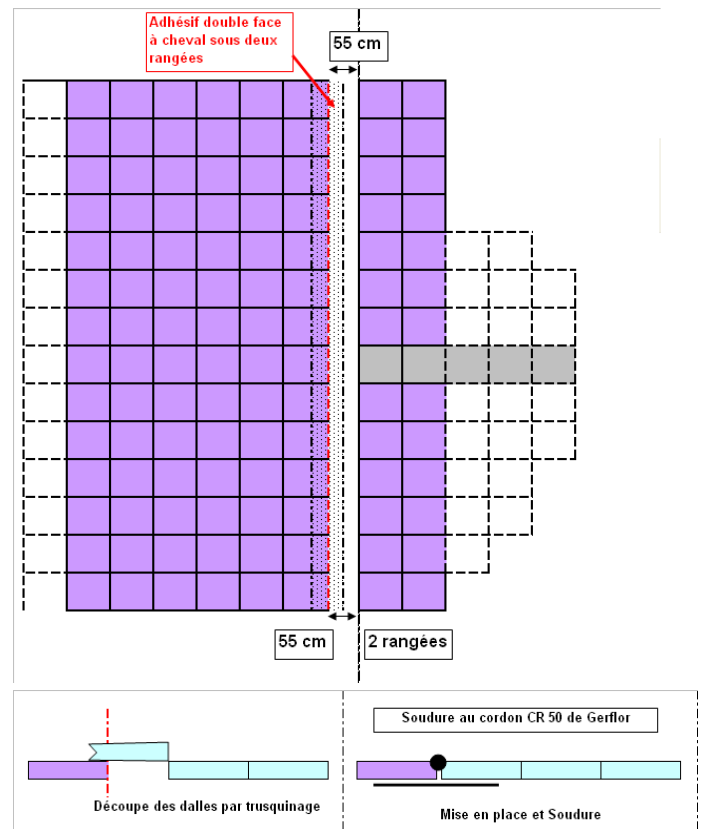 Adhésif double face
à cheval sous deux
rangées
55 cm
55 cm
2 rangées
Découpe des dalles par trusquinage
Soudure au cordon CR 50 de Gerflor
Mise en place et Soudure